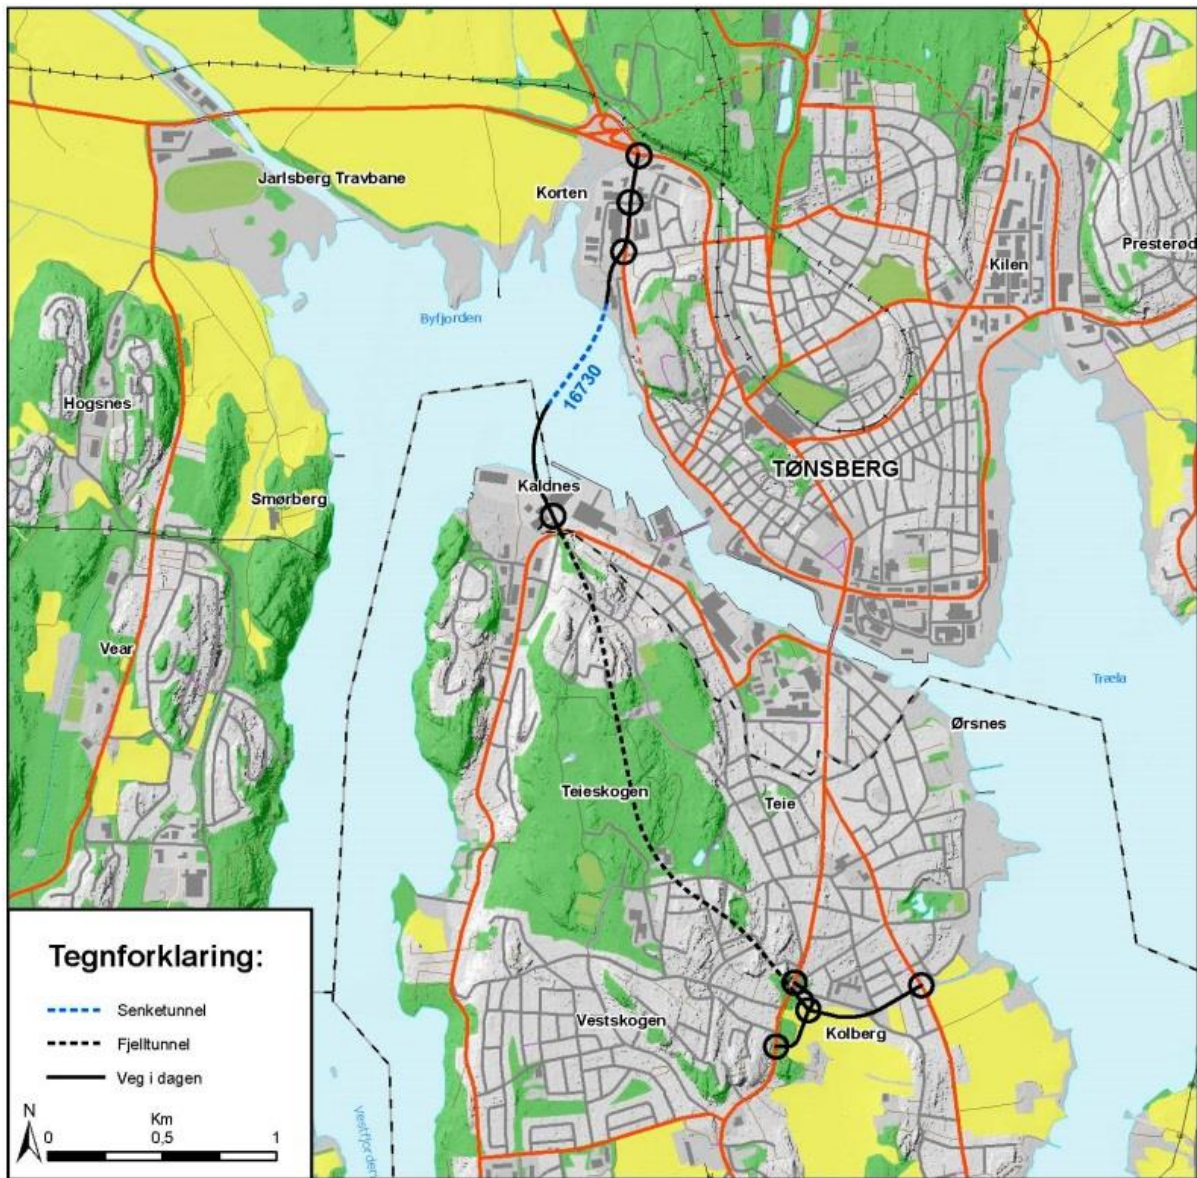 Jarlsberg Travbane
Korten
Presterød
Kilen
Byfjorden
16730
Hogsnes
TØNSBERG
Kaldnes
Smørberg
Vear
Træla
Ørsnes
Teieskogen
Teie
Vestskogen
Kolberg
Tegnforklaring:
Senketunnel
Fjelltunnel
Veg i dagen
N
Km
0 0,5 1
Vestfjorden